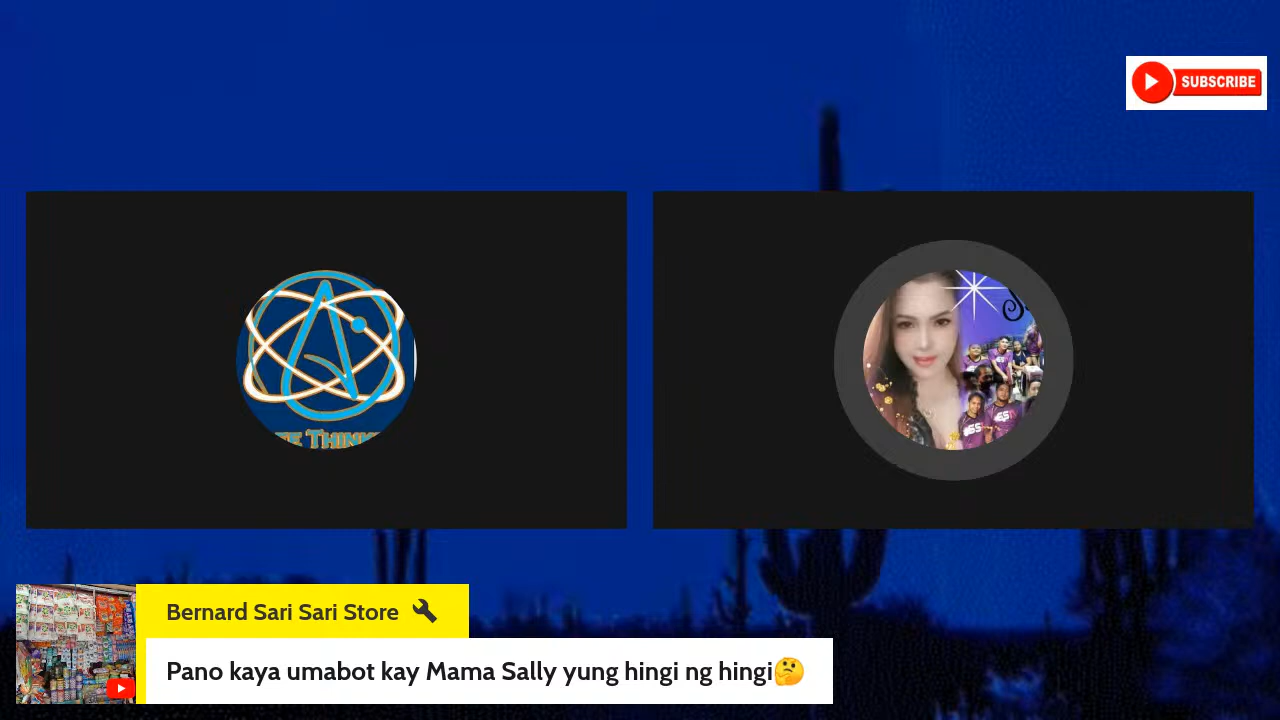 SUBSCRIBE
Bernard Sari Sari Store
Pano kaya umabot kay Mama Sally yung hingi ng hingi🤔